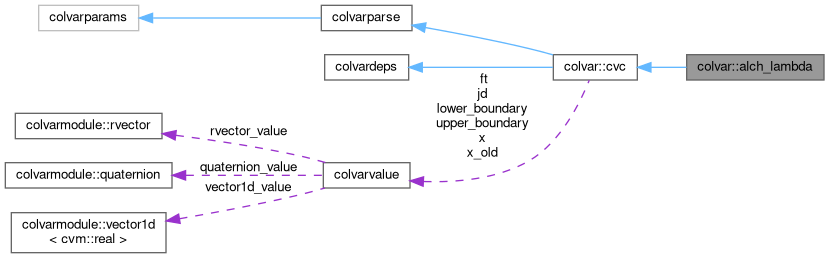 colvarparams
colvarparse
colvardeps
colvar::cvc
colvar::alch_lambda
ft
jd
lower_boundary
upper_boundary
x
x_old
colvarmodule::rvector
rvector_value
colvarmodule::quaternion
quaternion_value
colvarvalue
vector1d_value
colvarmodule::vector1d
< cvm::real >